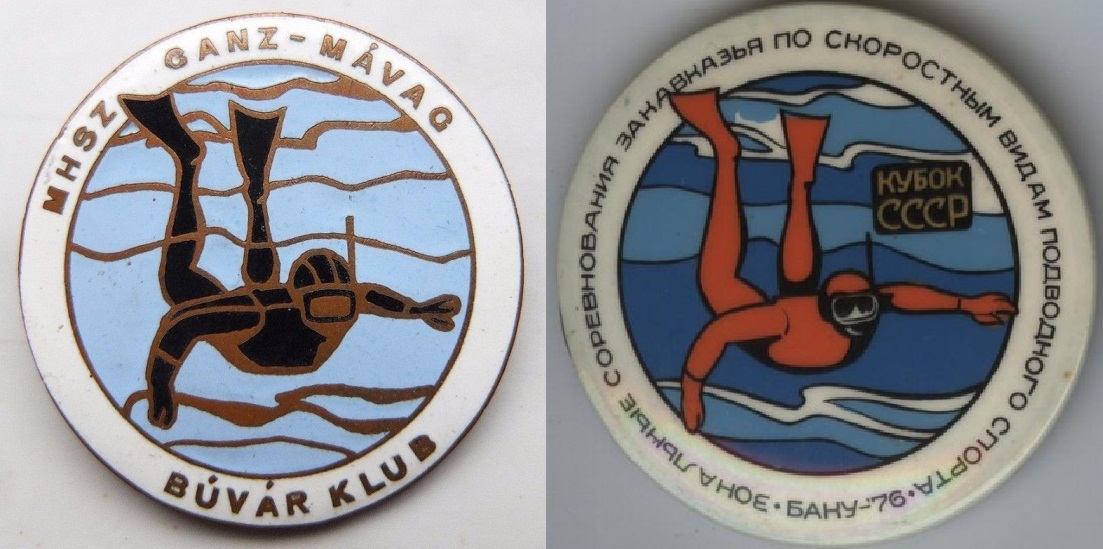 MHSZ GANZ-MÁVAG
BÚVÁR KLUB
ЗОНАЛЬНЫЕ СОРЕВНОВАНИЯ ЗАКАВКАЗЬЯ ПО СКОРОСТНЫМ ВИДАМ ПОДВОДНОГО СПОРТА • БАКУ-'76 •
КУБОК
СССР